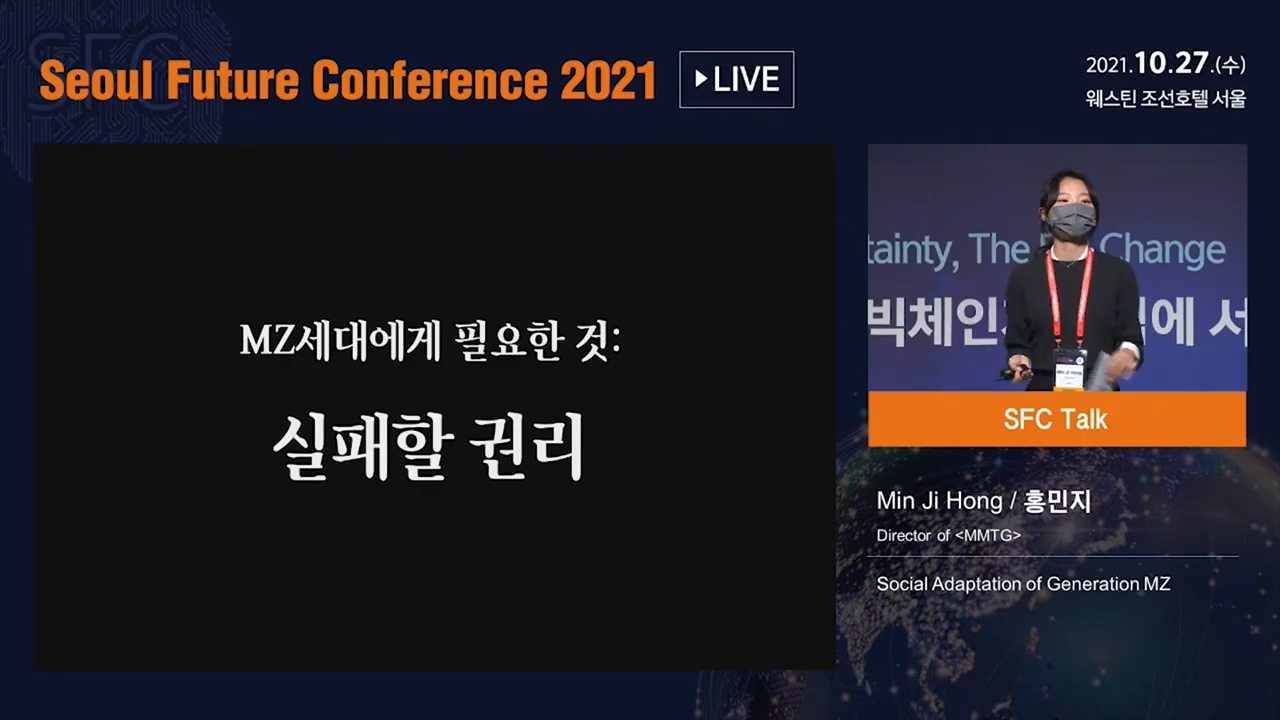 Seoul Future Conference 2021
LIVE
2021.10.27.(수)
웨스틴 조선호텔 서울
MZ세대에게 필요한 것:
실패할 권리
tainty, The Change
빅체인 에 서
SFC Talk
Min Ji Hong / 홍민지
Director of <MMTG>
Social Adaptation of Generation MZ
SFC